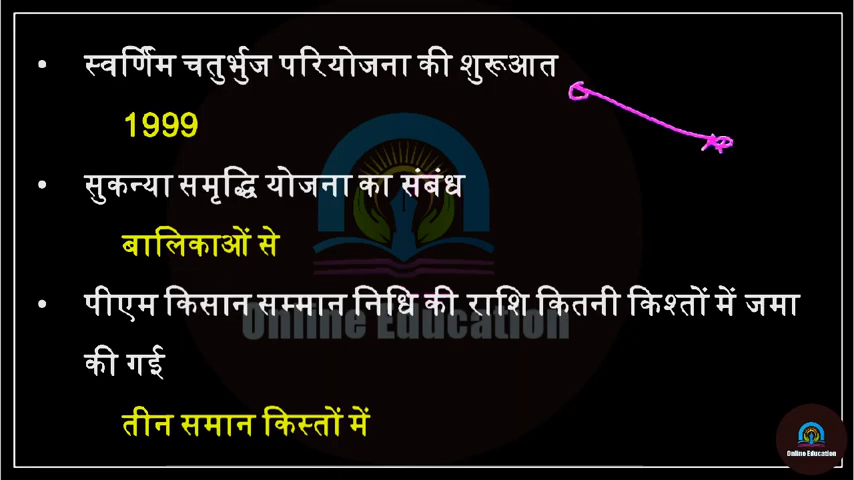 • स्वर्णिम चतुर्भुज परियोजना की शुरूआत
1999
• सुकन्या समृद्धि योजना का संबंध
बालिकाओं से
• पीएम किसान सम्मान निधि की राशि कितनी किश्तों में जमा
की गई
तीन समान किस्तों में
Online Education
Online Education